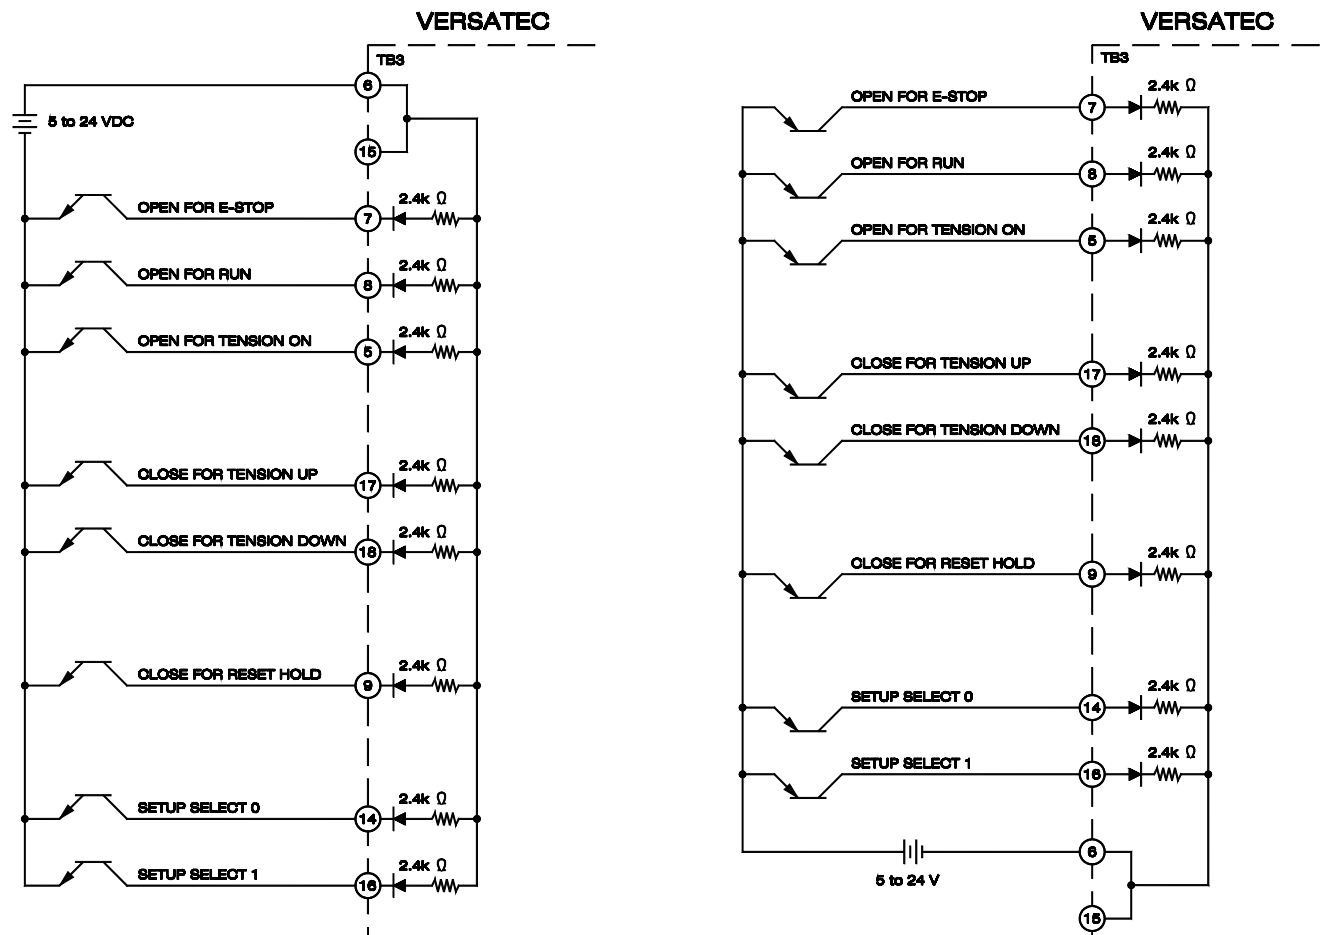 VERSATEC
TB3
6
5 to 24 VDC
15
2.4k Ω
OPEN FOR E-STOP
7
2.4k Ω
OPEN FOR RUN
8
2.4k Ω
OPEN FOR TENSION ON
5
2.4k Ω
CLOSE FOR TENSION UP
17
2.4k Ω
CLOSE FOR TENSION DOWN
18
2.4k Ω
CLOSE FOR RESET HOLD
9
2.4k Ω
SETUP SELECT 0
14
2.4k Ω
SETUP SELECT 1
16
VERSATEC
TB3
2.4k Ω
OPEN FOR E-STOP
7
2.4k Ω
OPEN FOR RUN
8
2.4k Ω
OPEN FOR TENSION ON
5
2.4k Ω
CLOSE FOR TENSION UP
17
2.4k Ω
CLOSE FOR TENSION DOWN
18
2.4k Ω
CLOSE FOR RESET HOLD
9
2.4k Ω
SETUP SELECT 0
14
2.4k Ω
SETUP SELECT 1
16
6
5 to 24 V
15